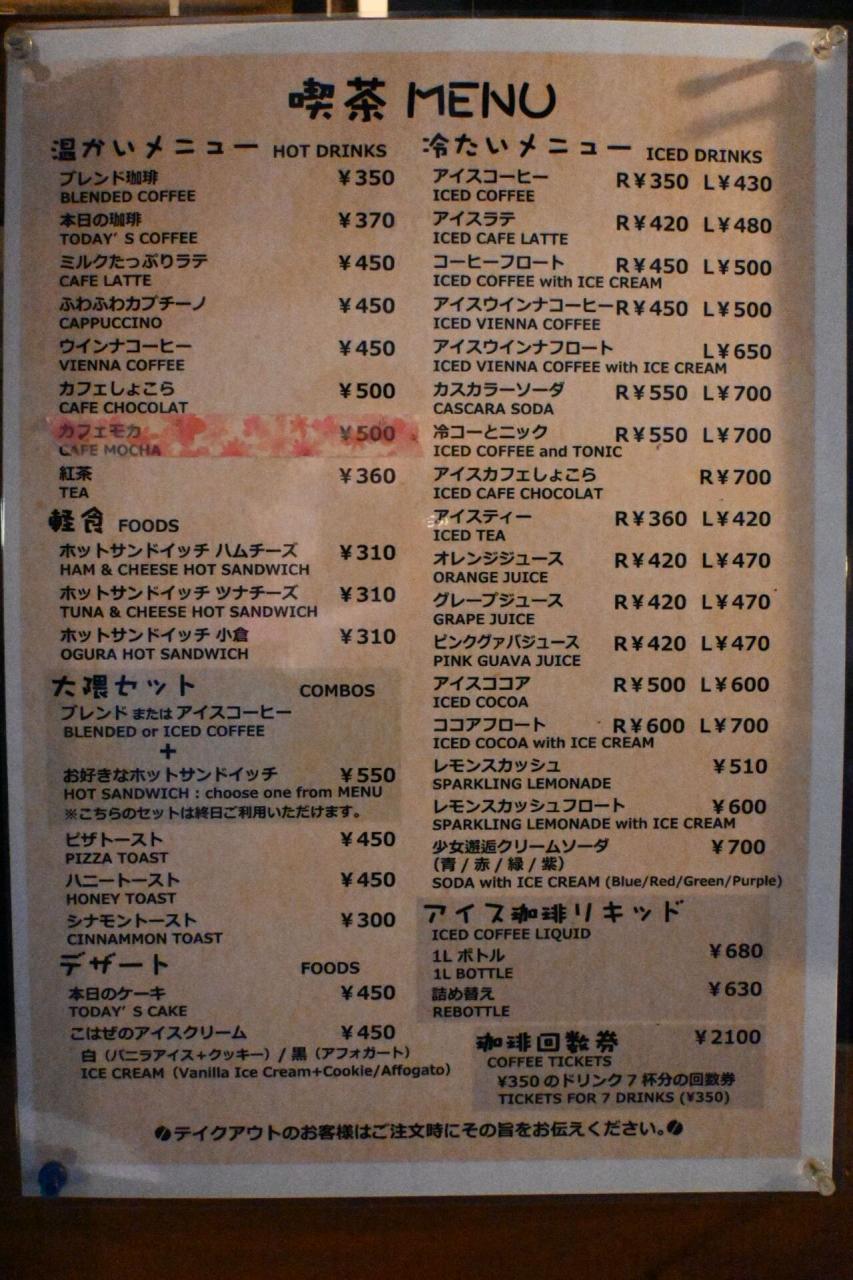 喫茶 MENU
温かいメニュー HOT DRINKS
ブレンド珈琲 ¥350
BLENDED COFFEE
本日の珈琲 ¥370
TODAY' S COFFEE
ミルクたっぷりラテ ¥450
CAFE LATTE
ふわふわカプチーノ ¥450
CAPPUCCINO
ウインナコーヒー ¥450
VIENNA COFFEE
カフェしょこら ¥500
CAFE CHOCOLAT
カフェモカ ¥500
CAFE MOCHA
紅茶 ¥360
TEA
軽食 FOODS
ホットサンドイッチ ハムチーズ ¥310
HAM & CHEESE HOT SANDWICH
ホットサンドイッチ ツナチーズ ¥310
TUNA & CHEESE HOT SANDWICH
ホットサンドイッチ 小倉 ¥310
OGURA HOT SANDWICH
大隈セット COMBOS
ブレンド または アイスコーヒー
BLENDED or ICED COFFEE
+
お好きなホットサンドイッチ ¥550
HOT SANDWICH : choose one from MENU
※こちらのセットは終日ご利用いただけます。
ピザトースト ¥450
PIZZA TOAST
ハニートースト ¥450
HONEY TOAST
シナモントースト ¥300
CINNAMMON TOAST
デザート FOODS
本日のケーキ ¥450
TODAY' S CAKE
こはぜのアイスクリーム ¥450
白（バニラアイス+クッキー）/ 黒（アフォガート）
ICE CREAM（Vanilla Ice Cream+Cookie/Affogato）
冷たいメニュー ICED DRINKS
アイスコーヒー R¥350 L¥430
ICED COFFEE
アイスラテ R¥420 L¥480
ICED CAFE LATTE
コーヒーフロート R¥450 L¥500
ICED COFFEE with ICE CREAM
アイスウインナコーヒー R¥450 L¥500
ICED VIENNA COFFEE
アイスウインナフロート L¥650
ICED VIENNA COFFEE with ICE CREAM
カスカラーソーダ R¥550 L¥700
CASCARA SODA
冷コーとニック R¥550 L¥700
ICED COFFEE and TONIC
アイスカフェしょこら R¥700
ICED CAFE CHOCOLAT
アイスティー R¥360 L¥420
ICED TEA
オレンジジュース R¥420 L¥470
ORANGE JUICE
グレープジュース R¥420 L¥470
GRAPE JUICE
ピンクグァバジュース R¥420 L¥470
PINK GUAVA JUICE
アイスココア R¥500 L¥600
ICED COCOA
ココアフロート R¥600 L¥700
ICED COCOA with ICE CREAM
レモンスカッシュ ¥510
SPARKLING LEMONADE
レモンスカッシュフロート ¥600
SPARKLING LEMONADE with ICE CREAM
少女邂逅クリームソーダ ¥700
（青 / 赤 / 緑 / 紫）
SODA with ICE CREAM (Blue/Red/Green/Purple)
アイス珈琲リキッド
ICED COFFEE LIQUID
1L ボトル ¥680
1L BOTTLE
詰め替え ¥630
REBOTTLE
珈琲回数券 ¥2100
COFFEE TICKETS
¥350 のドリンク 7 杯分の回数券
TICKETS FOR 7 DRINKS (¥350)
テイクアウトのお客様はご注文時にその旨をお伝えください。